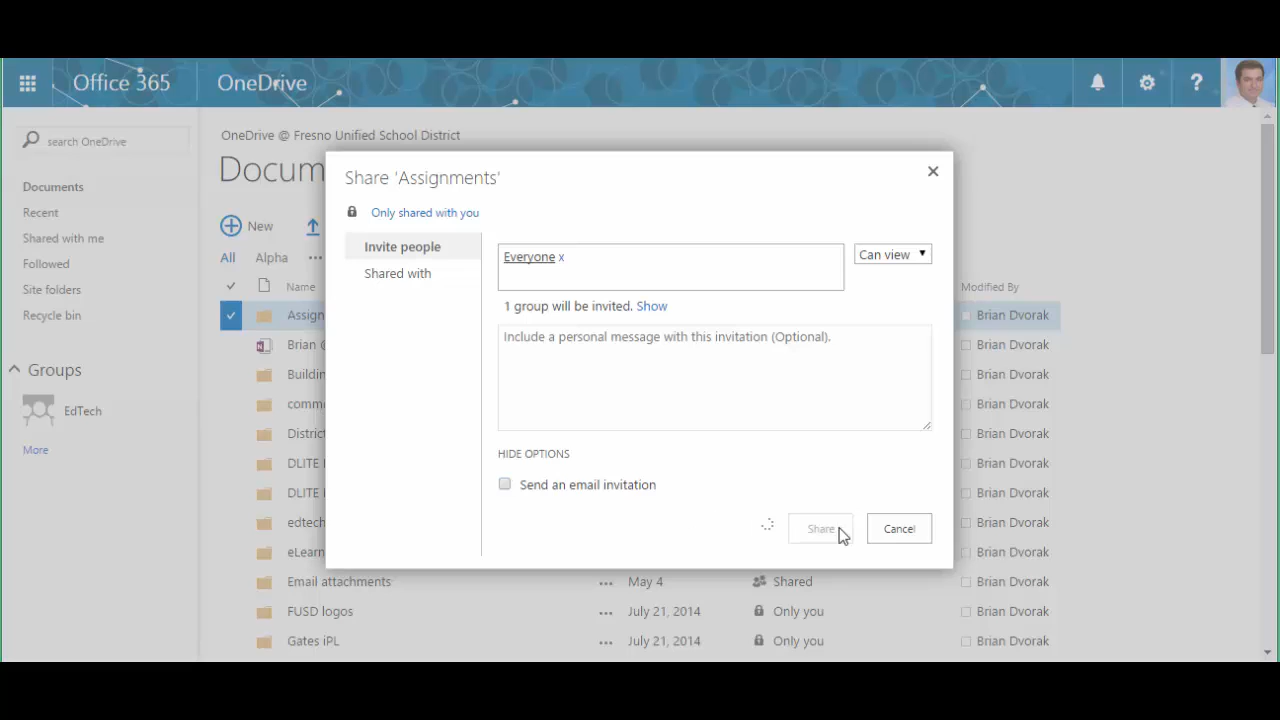 Office 365
OneDrive
?
search OneDrive
Documents
Recent
Shared with me
Followed
Site folders
Recycle bin
Groups
EdTech
More
OneDrive @ Fresno Unified School District
Docum
New
All Alpha ...
Name
Modified By
Assign
Brian Dvorak
Brian @
Brian Dvorak
Buildin
Brian Dvorak
comm
Brian Dvorak
District
Brian Dvorak
DLITE
Brian Dvorak
DLITE
Brian Dvorak
edtech
Brian Dvorak
eLearn
Brian Dvorak
Email attachments ... May 4 Shared Brian Dvorak
FUSD logos ... July 21, 2014 Only you Brian Dvorak
Gates iPL ... July 21, 2014 Only you Brian Dvorak
Share 'Assignments'
Only shared with you
Invite people
Shared with
Everyone x
Can view
1 group will be invited. Show
Include a personal message with this invitation (Optional).
HIDE OPTIONS
Send an email invitation
Share
Cancel